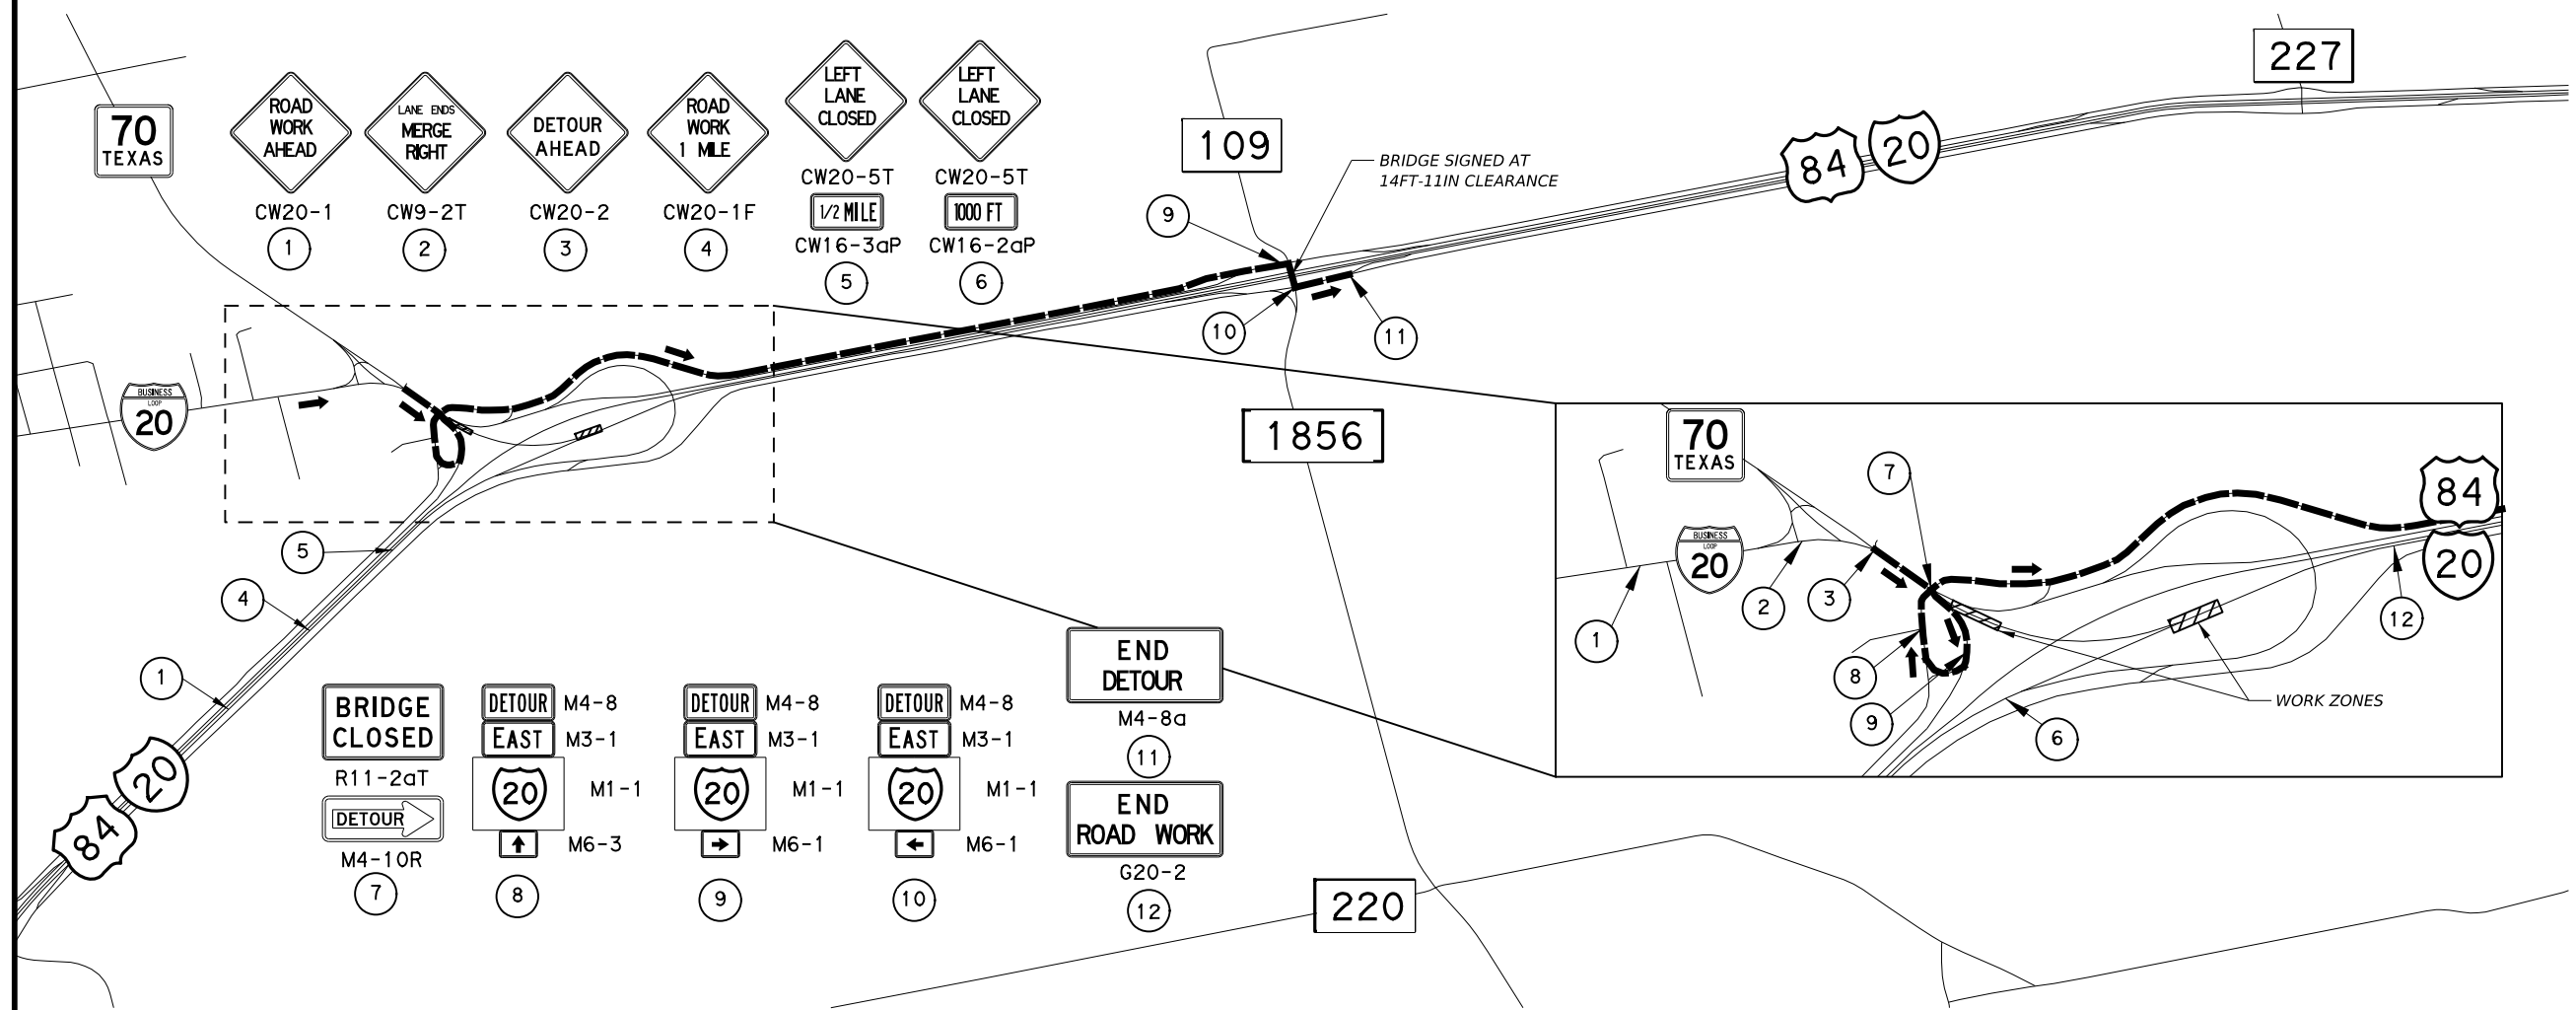 70
TEXAS
ROAD
WORK
AHEAD
CW20-1
1
LANE ENDS
MERGE
RIGHT
CW9-2T
2
DETOUR
AHEAD
CW20-2
3
ROAD
WORK
1 MILE
CW20-1F
4
LEFT
LANE
CLOSED
CW20-5T
1/2 MILE
CW16-3aP
5
LEFT
LANE
CLOSED
CW20-5T
1000 FT
CW16-2aP
6
109
BRIDGE SIGNED AT
14FT-11IN CLEARANCE
84
20
227
9
10
11
BUSINESS
LOOP
20
1856
5
4
1
20
84
70
TEXAS
BUSINESS
LOOP
20
7
84
20
1
2
3
8
9
6
12
WORK ZONES
BRIDGE
CLOSED
R11-2aT
DETOUR
M4-10R
7
DETOUR M4-8
EAST M3-1
20 M1-1
M6-3
8
DETOUR M4-8
EAST M3-1
20 M1-1
M6-1
9
DETOUR M4-8
EAST M3-1
20 M1-1
M6-1
10
END
DETOUR
M4-8a
11
END
ROAD WORK
G20-2
12
220